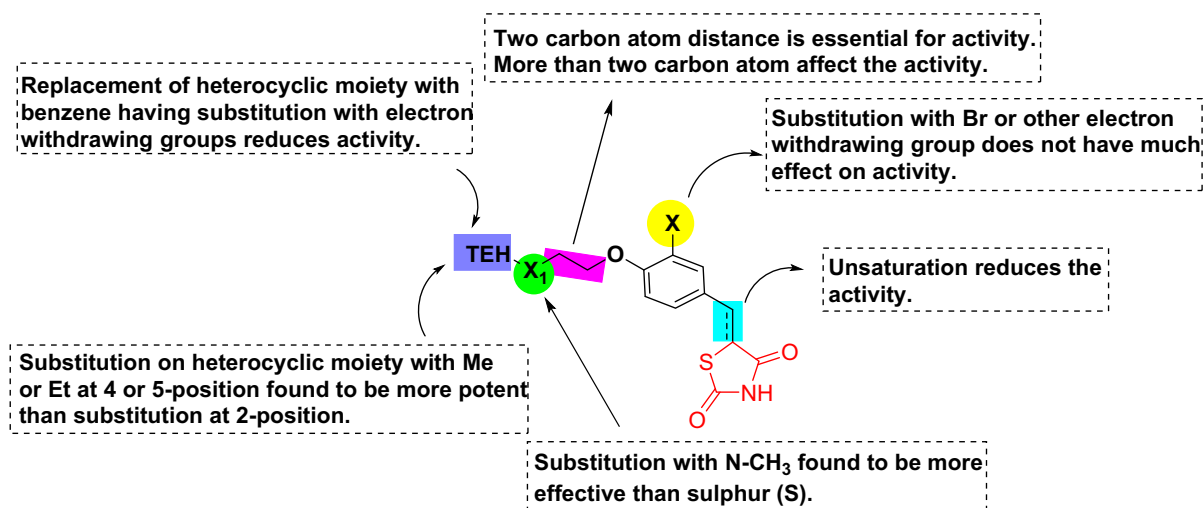 Two carbon atom distance is essential for activity.
More than two carbon atom affect the activity.
Replacement of heterocyclic moiety with
benzene having substitution with electron
withdrawing groups reduces activity.
Substitution with Br or other electron
withdrawing group does not have much
effect on activity.
X
TEH
X₁
O
Unsaturation reduces the
activity.
S
O
NH
O
Substitution on heterocyclic moiety with Me
or Et at 4 or 5-position found to be more potent
than substitution at 2-position.
Substitution with N-CH₃ found to be more
effective than sulphur (S).